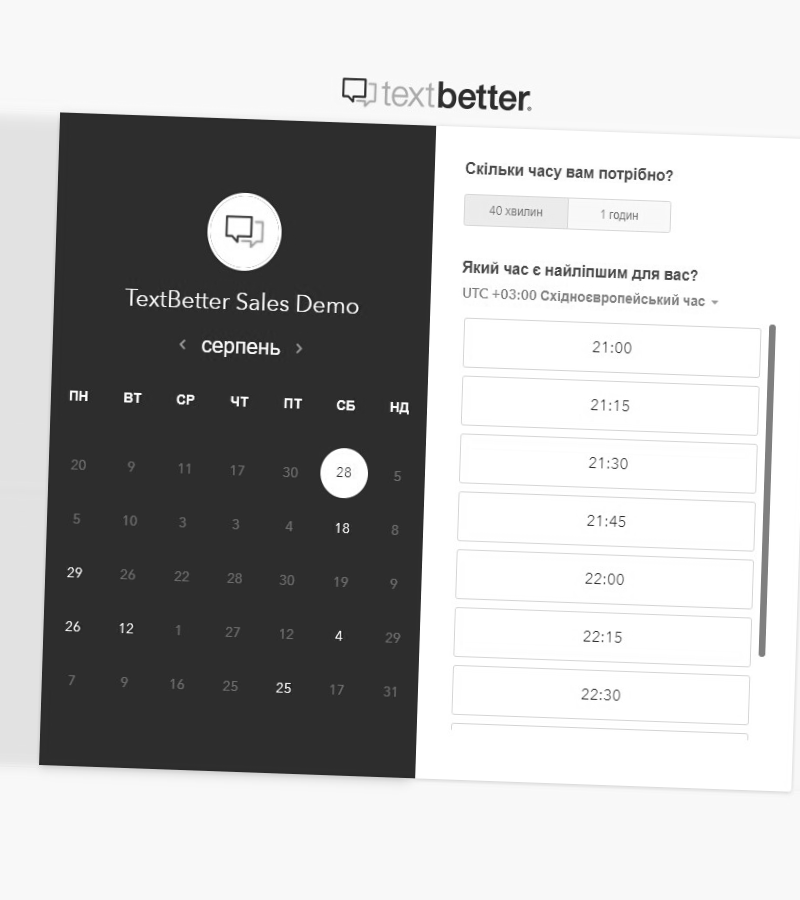 textbetter.
TextBetter Sales Demo
‹ серпень ›
ПН ВТ СР ЧТ ПТ СБ НД
20 9 11 17 30 28 5
5 10 3 3 4 18 8
29 26 22 28 30 19 9
26 12 1 27 12 4 29
7 9 16 25 25 17 31
Скільки часу вам потрібно?
40 хвилин 1 годин
Який час є найліпшим для вас?
UTC +03:00 Східноєвропейський час
21:00
21:15
21:30
21:45
22:00
22:15
22:30